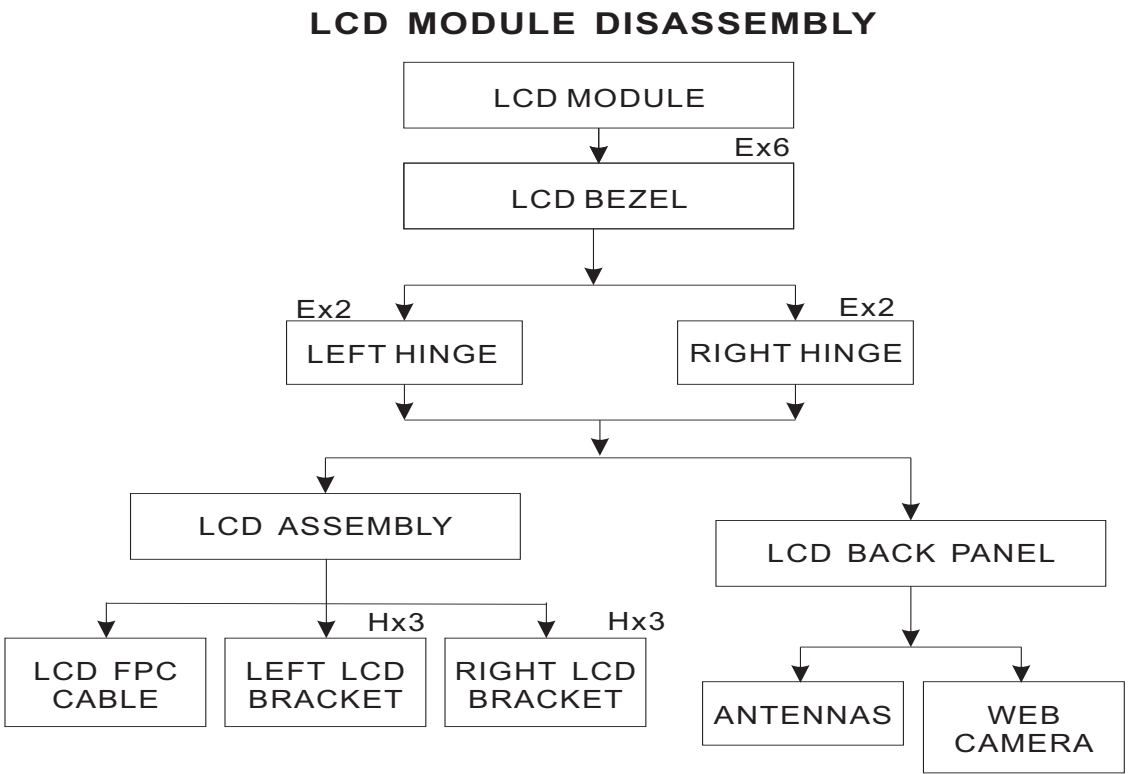 LCD MODULE DISASSEMBLY
LCD MODULE
Ex6
LCD BEZEL
Ex2
Ex2
LEFT HINGE
RIGHT HINGE
LCD ASSEMBLY
LCD BACK PANEL
Hx3
Hx3
LCD FPC
CABLE
LEFT LCD
BRACKET
RIGHT LCD
BRACKET
ANTENNAS
WEB
CAMERA